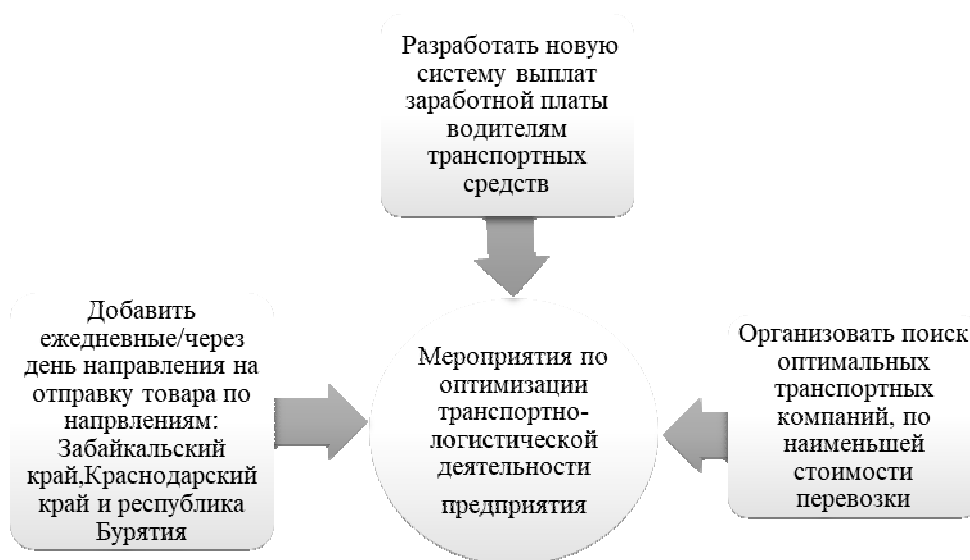 Разработать новую
систему выплат
заработной платы
водителям
транспортных
средств
Добавить
ежедневные/через
день направления на
отправку товара по
напрвлениям:
Забайкальский
край,Краснодарский
край и республика
Бурятия
Мероприятия по
оптимизации
транспортно-
логистической
деятельности
предприятия
Организовать поиск
оптимальных
транспортных
компаний, по
наименьшей
стоимости
перевозки